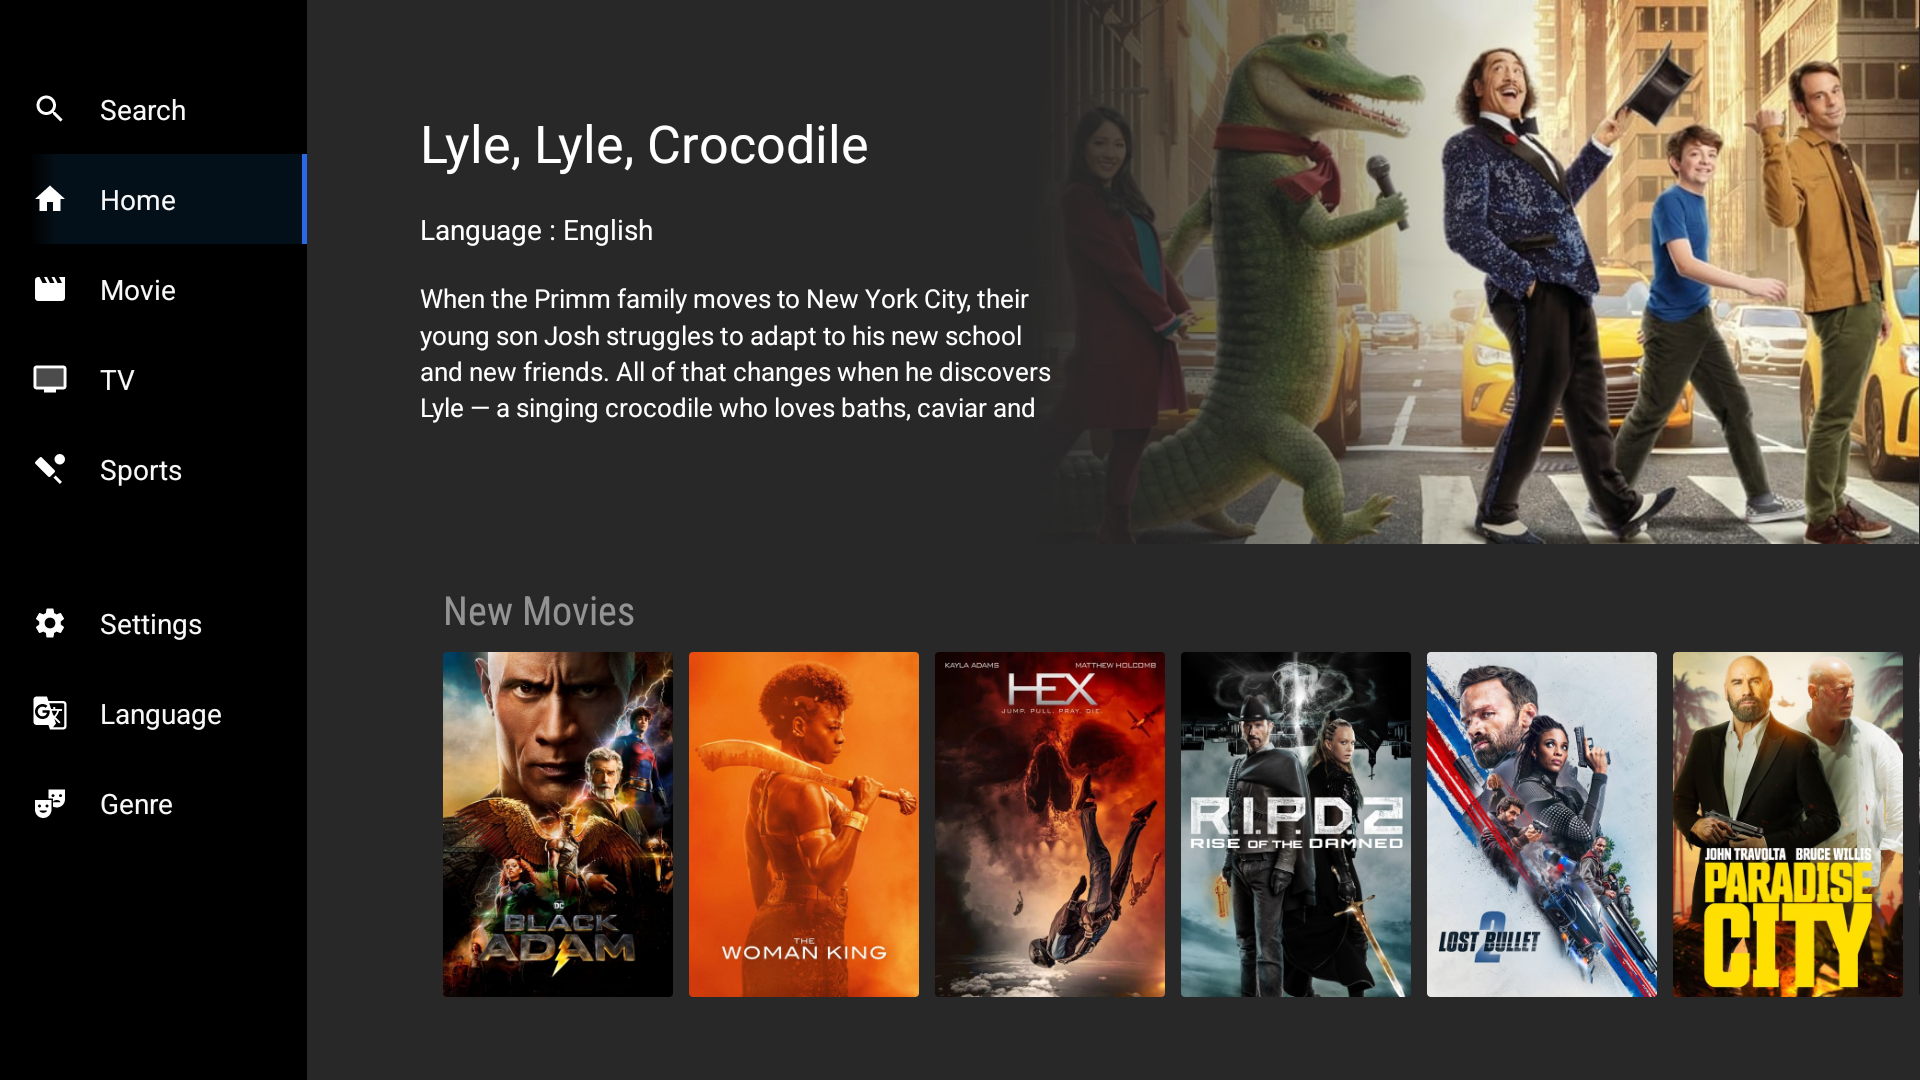 Search
Home
Movie
TV
Sports
Settings
Language
Genre
Lyle, Lyle, Crocodile
Language : English
When the Primm family moves to New York City, their
young son Josh struggles to adapt to his new school
and new friends. All of that changes when he discovers
Lyle — a singing crocodile who loves baths, caviar and
New Movies
DC
BLACK
ADAM
THE
WOMAN KING
KAYLA ADAMS MATTHEW HOLCOMB
HEX
JUMP. PULL. PRAY. DIE.
R.I.P.D.2
RISE OF THE DAMNED
LOST BULLET
2
JOHN TRAVOLTA BRUCE WILLIS
PARADISE
CITY